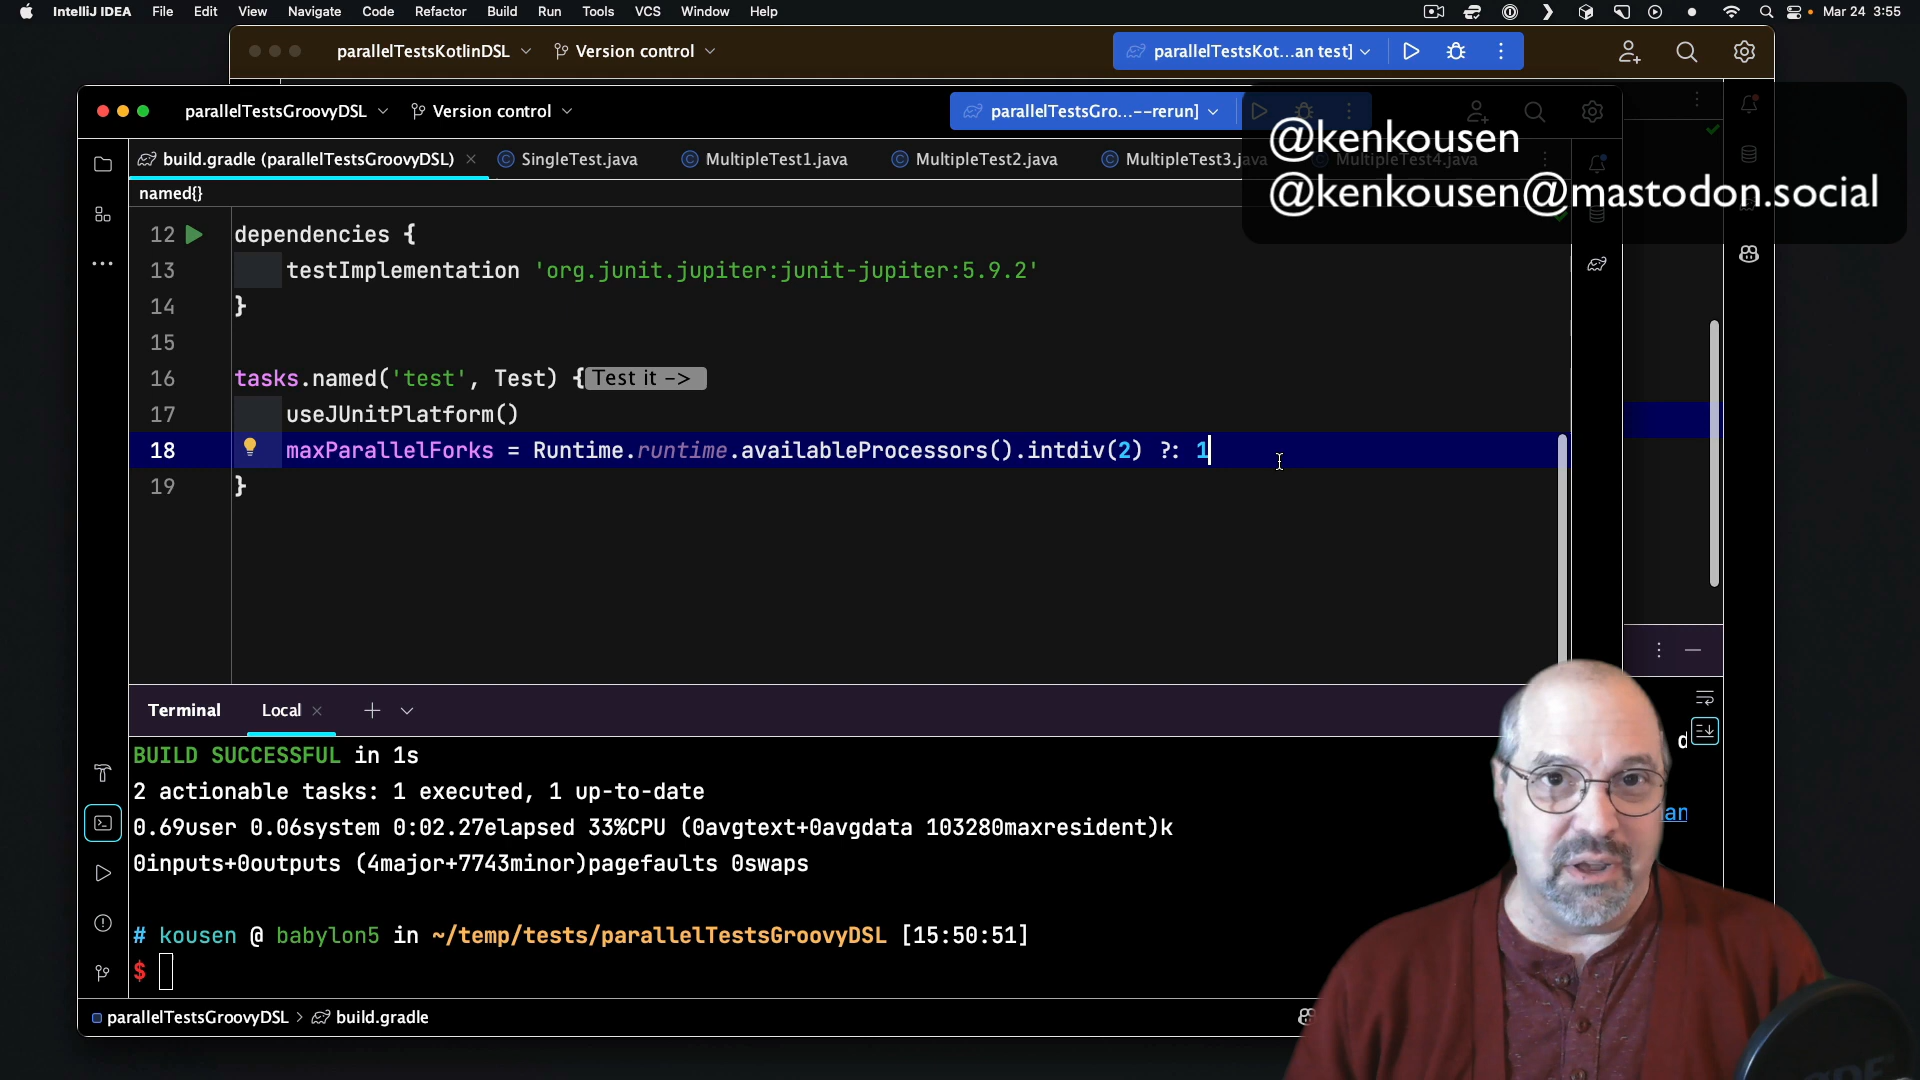 IntelliJ IDEA File Edit View Navigate Code Refactor Build Run Tools VCS Window Help Mar 24 3:55
parallelTestsKotlinDSL Version control parallelTestsKot...an test]
parallelTestsGroovyDSL Version control parallelTestsGro...--rerun]
@kenkousen
@kenkousen@mastodon.social
build.gradle (parallelTestsGroovyDSL) SingleTest.java MultipleTest1.java MultipleTest2.java MultipleTest3.java MultipleTest4.java
named{}
12 dependencies {
13 testImplementation 'org.junit.jupiter:junit-jupiter:5.9.2'
14 }
15
16 tasks.named('test', Test) { Test it ->
17 useJUnitPlatform()
18 maxParallelForks = Runtime.runtime.availableProcessors().intdiv(2) ?: 1
19 }
Terminal Local
BUILD SUCCESSFUL in 1s
2 actionable tasks: 1 executed, 1 up-to-date
0.69user 0.06system 0:02.27elapsed 33%CPU (0avgtext+0avgdata 103280maxresident)k
0inputs+0outputs (4major+7743minor)pagefaults 0swaps
# kousen @ babylon5 in ~/temp/tests/parallelTestsGroovyDSL [15:50:51]
$
parallelTestsGroovyDSL > build.gradle